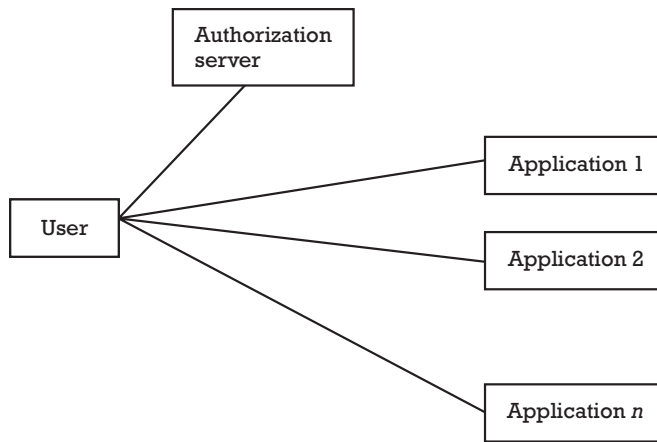 Authorization
server
Application 1
User
Application 2
Application n